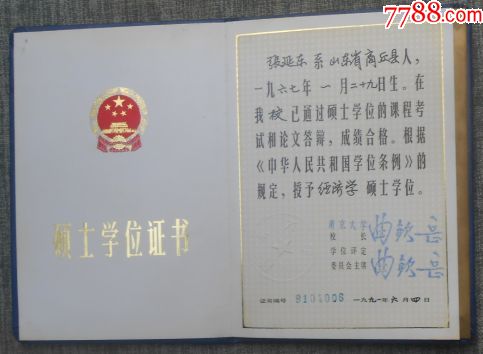 7788.com
硕士学位证书
张延东 系 山东省商丘县人，
一九六七年 一 月二十九日生。在
我 校 已通过硕士学位的课程考
试和论文答辩，成绩合格。根据
《中华人民共和国学位条例》的
规定，授予经济学 硕士学位。
南京大学
校 长 曲钦岳
学位评定
委员会主席 曲钦岳
证书编号 9101006 一九九一年六月四日